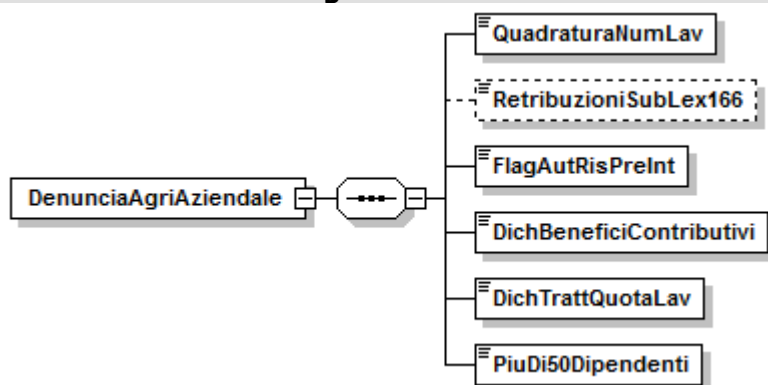 QuadraturaNumLav
RetribuzioniSubLex166
FlagAutRisPreInt
DenunciaAgriAziendale
DichBeneficiContributivi
DichTrattQuotaLav
PiuDi50Dipendenti